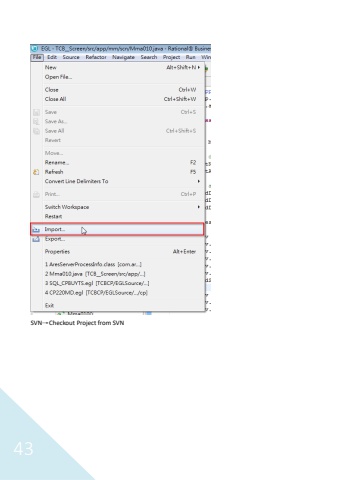 EGL - TCB_Screen/src/app/mm/scn/Mma010.java - Rational® Busine
File Edit Source Refactor Navigate Search Project Run Win
New Alt+Shift+N
Open File...
Close Ctrl+W
Close All Ctrl+Shift+W
Save Ctrl+S
Save As...
Save All Ctrl+Shift+S
Revert
Move...
Rename... F2
Refresh F5
Convert Line Delimiters To
Print... Ctrl+P
Switch Workspace
Restart
Import...
Export...
Properties Alt+Enter
1 AresServerProcessInfo.class [com.ar...]
2 Mma010.java [TCB_Screen/src/app/...]
3 SQL_CPBUYTS.egl [TCBCP/EGLSource/...]
4 CP220MO.egl [TCBCP/EGLSource/.../cp]
Exit
SVN→Checkout Project from SVN
43